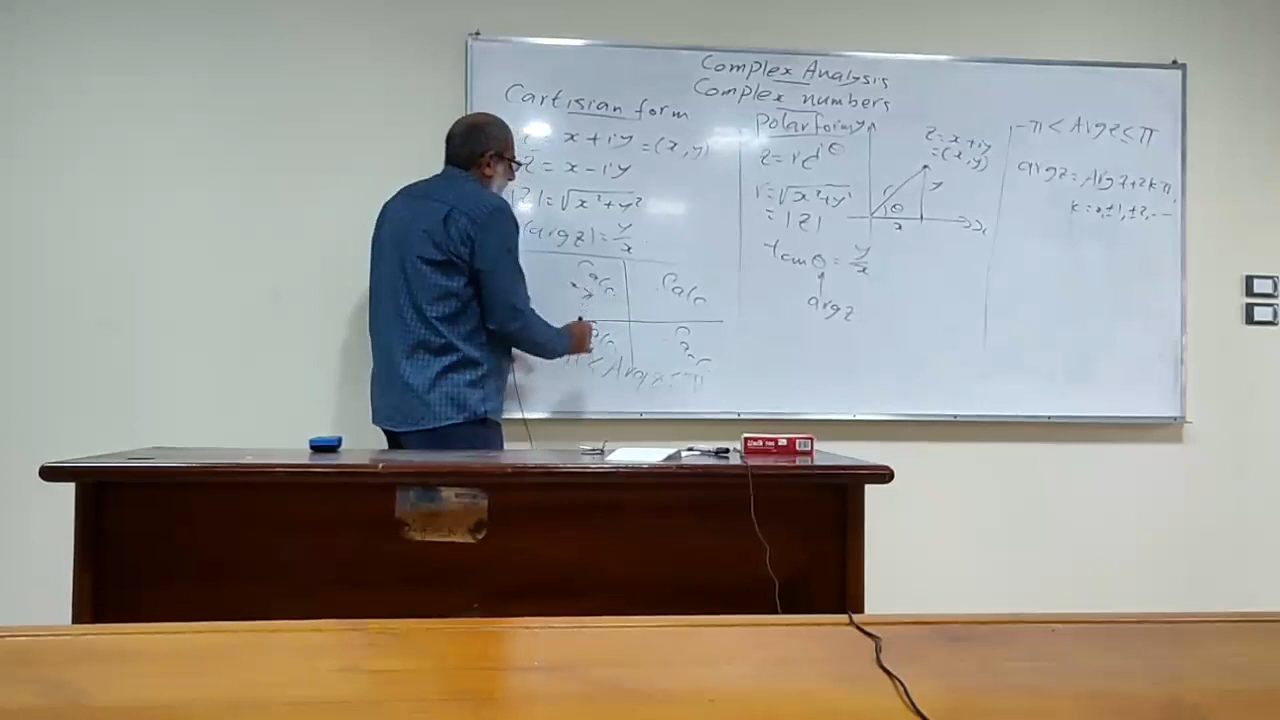 Complex Analysis
Complex numbers
Cartisian form
= x + iy = (x, y)
z = x - iy
|z| = √x² + y²
(arg z) = y/x
< Arg z ≤ π
Polar form
z = r e^iθ
r = √x² + y²
= |z|
tan θ = y/x
arg z
y
z = x + iy
= (x, y)
r
y
θ
x
x
-π < Arg z ≤ π
arg z = Arg z + 2kπ,
k = 0, ±1, ±2, ---